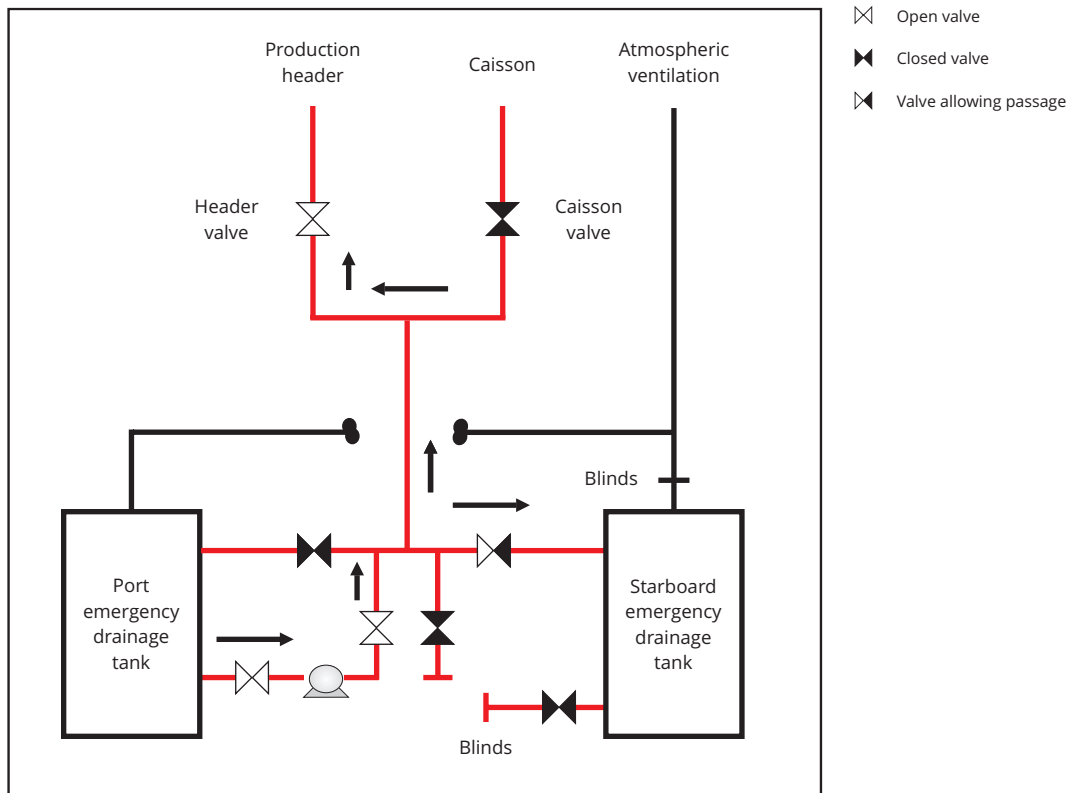 Production
header
Caisson
Atmospheric
ventilation
Open valve
Closed valve
Valve allowing passage
Header
valve
Caisson
valve
Blinds
Port
emergency
drainage
tank
Starboard
emergency
drainage
tank
Blinds